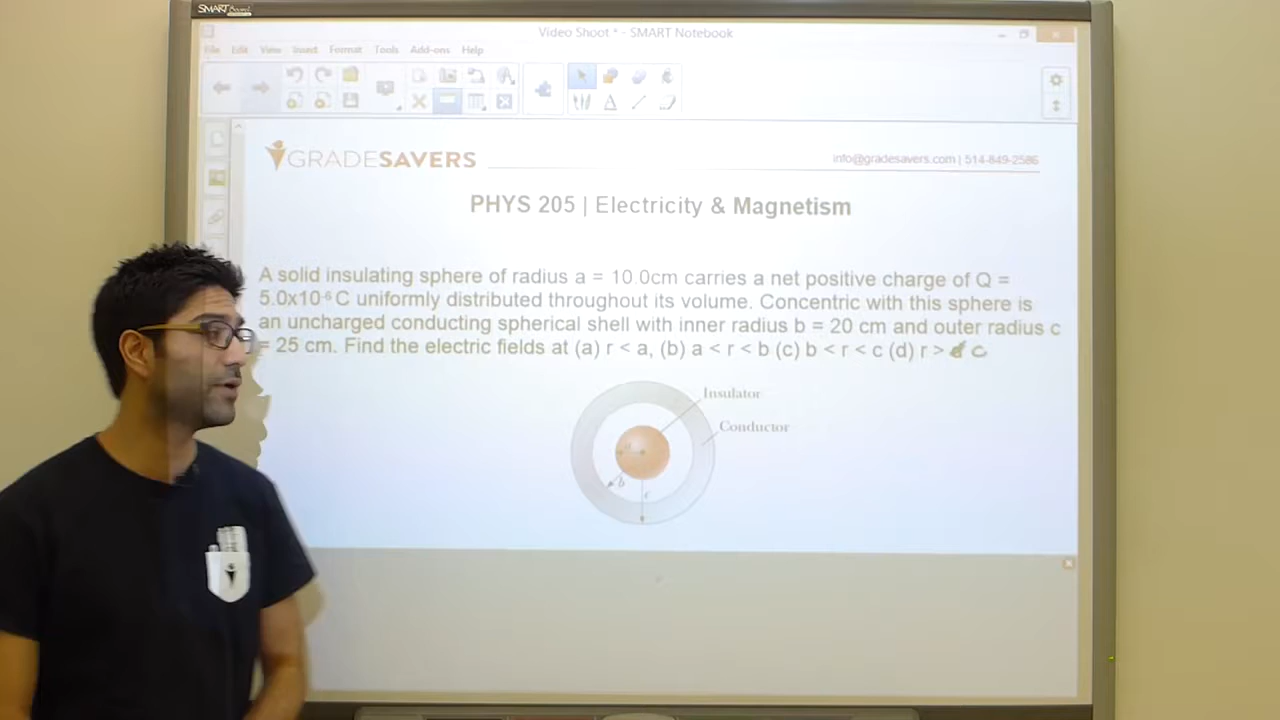 SMART Board
Video Shoot * - SMART Notebook
File Edit View Insert Format Tools Add-ons Help
GRADESAVERS
info@gradesavers.com | 514-849-2586
PHYS 205 | Electricity & Magnetism
A solid insulating sphere of radius a = 10.0cm carries a net positive charge of Q =
5.0x10⁻⁶ C uniformly distributed throughout its volume. Concentric with this sphere is
an uncharged conducting spherical shell with inner radius b = 20 cm and outer radius c
= 25 cm. Find the electric fields at (a) r < a, (b) a < r < b (c) b < r < c (d) r > d c
Insulator
Conductor
a
b
c